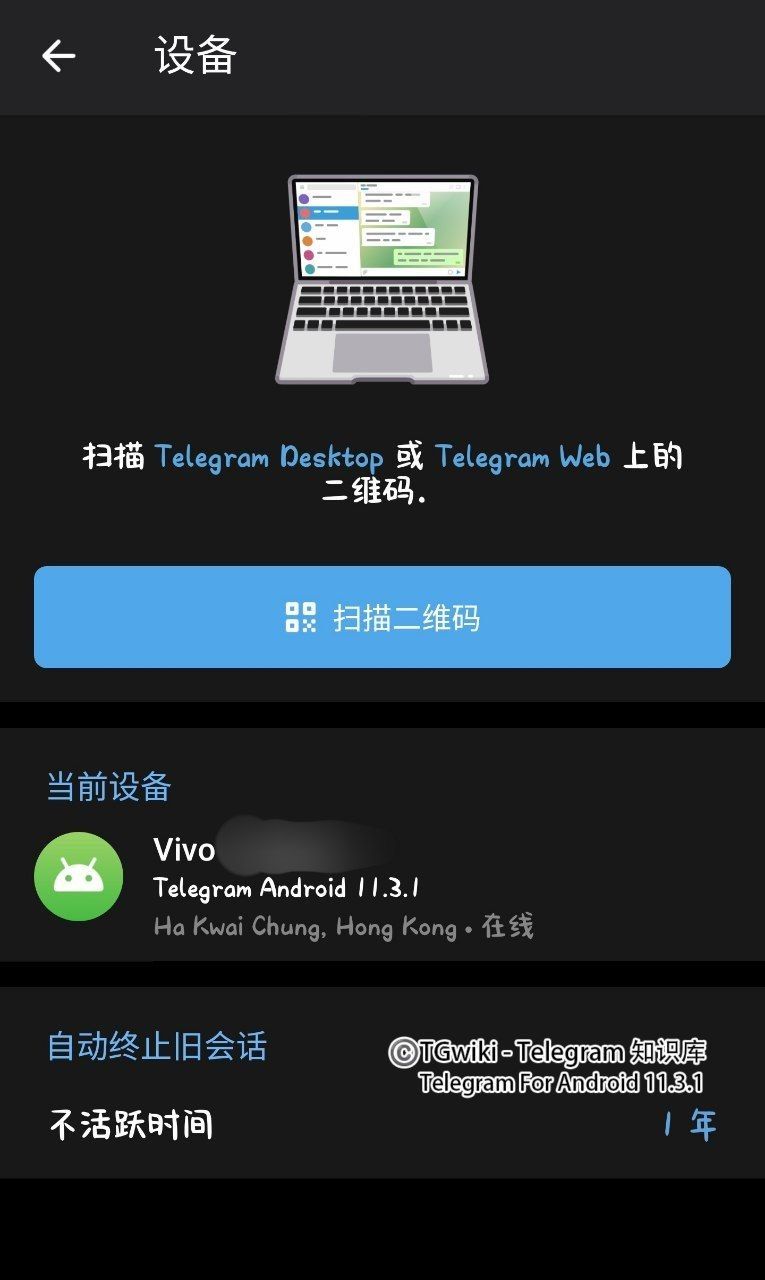 设备
扫描 Telegram Desktop 或 Telegram Web 上的
二维码.
扫描二维码
当前设备
Vivo
Telegram Android 11.3.1
Ha Kwai Chung, Hong Kong • 在线
自动终止旧会话
©TGwiki - Telegram 知识库
Telegram For Android 11.3.1
不活跃时间 1 年